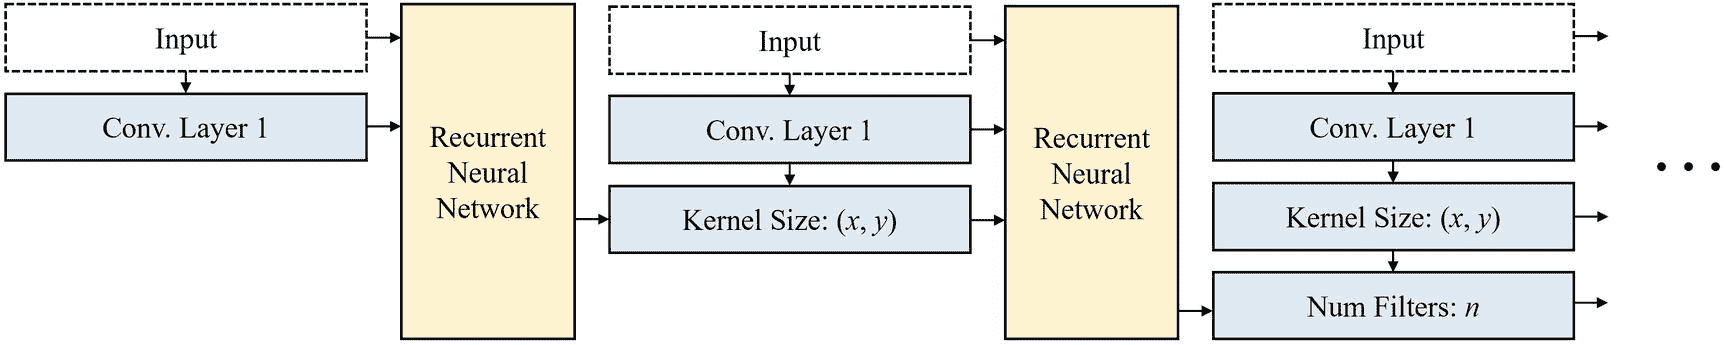 Input
Conv. Layer 1
Recurrent
Neural
Network
Input
Conv. Layer 1
Kernel Size: (x, y)
Recurrent
Neural
Network
Input
Conv. Layer 1
Kernel Size: (x, y)
Num Filters: n
...